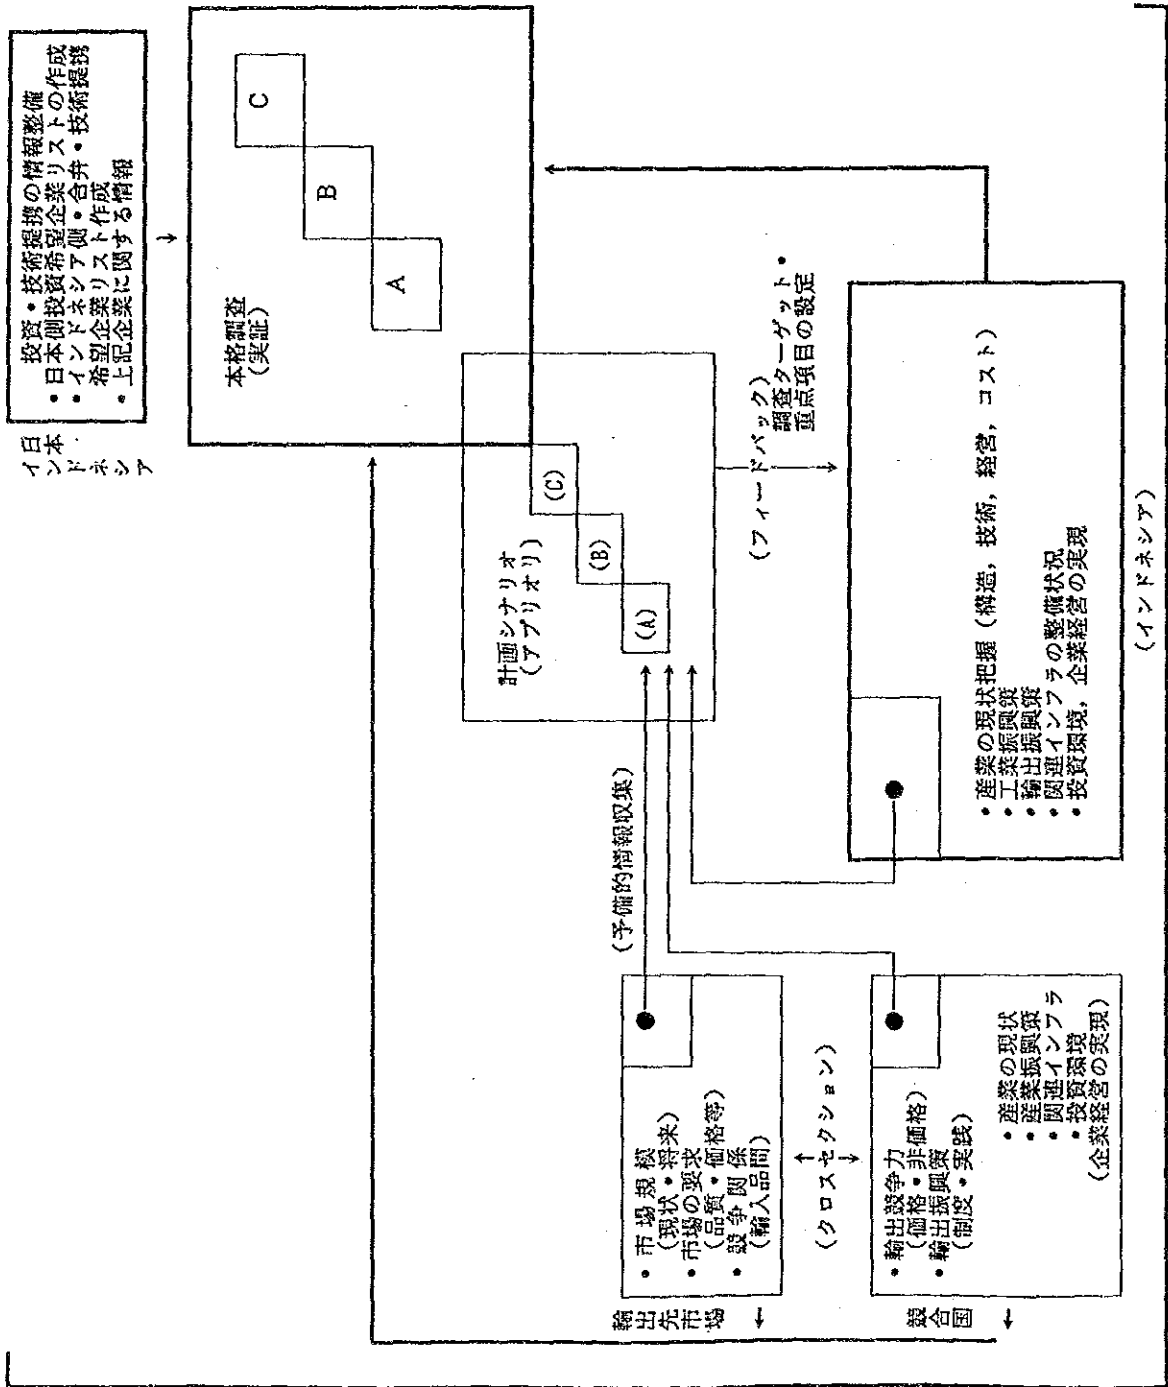 投資・技術提携の情報整備
・日本側投資希望企業リストの作成
・インドネシア側・合弁・技術提携
希望企業リスト作成
・上記企業に関する情報
日本
インドネシア
本格調査
(実証)
A
B
C
計画シナリオ
(アプリオリ)
(A)
(B)
(C)
(予備的情報収集)
(フィードバック)
調査ターゲット・
重点項目の設定
輸出先市場
・市場規模
(現状・将来)
・市場の要求
(品質・価格等)
・競争関係
(輸入品間)
(クロスセクション)
競合国
・輸出競争力
(価格・非価格)
・輸出振興策
(制度・実践)
・産業の現状
・産業振興策
・関連インフラ
・投資環境
(企業経営の実現)
・産業の現状把握(構造,技術,経営,コスト)
・工業振興策
・輸出振興策
・関連インフラの整備状況
・投資環境,企業経営の実現
(インドネシア)